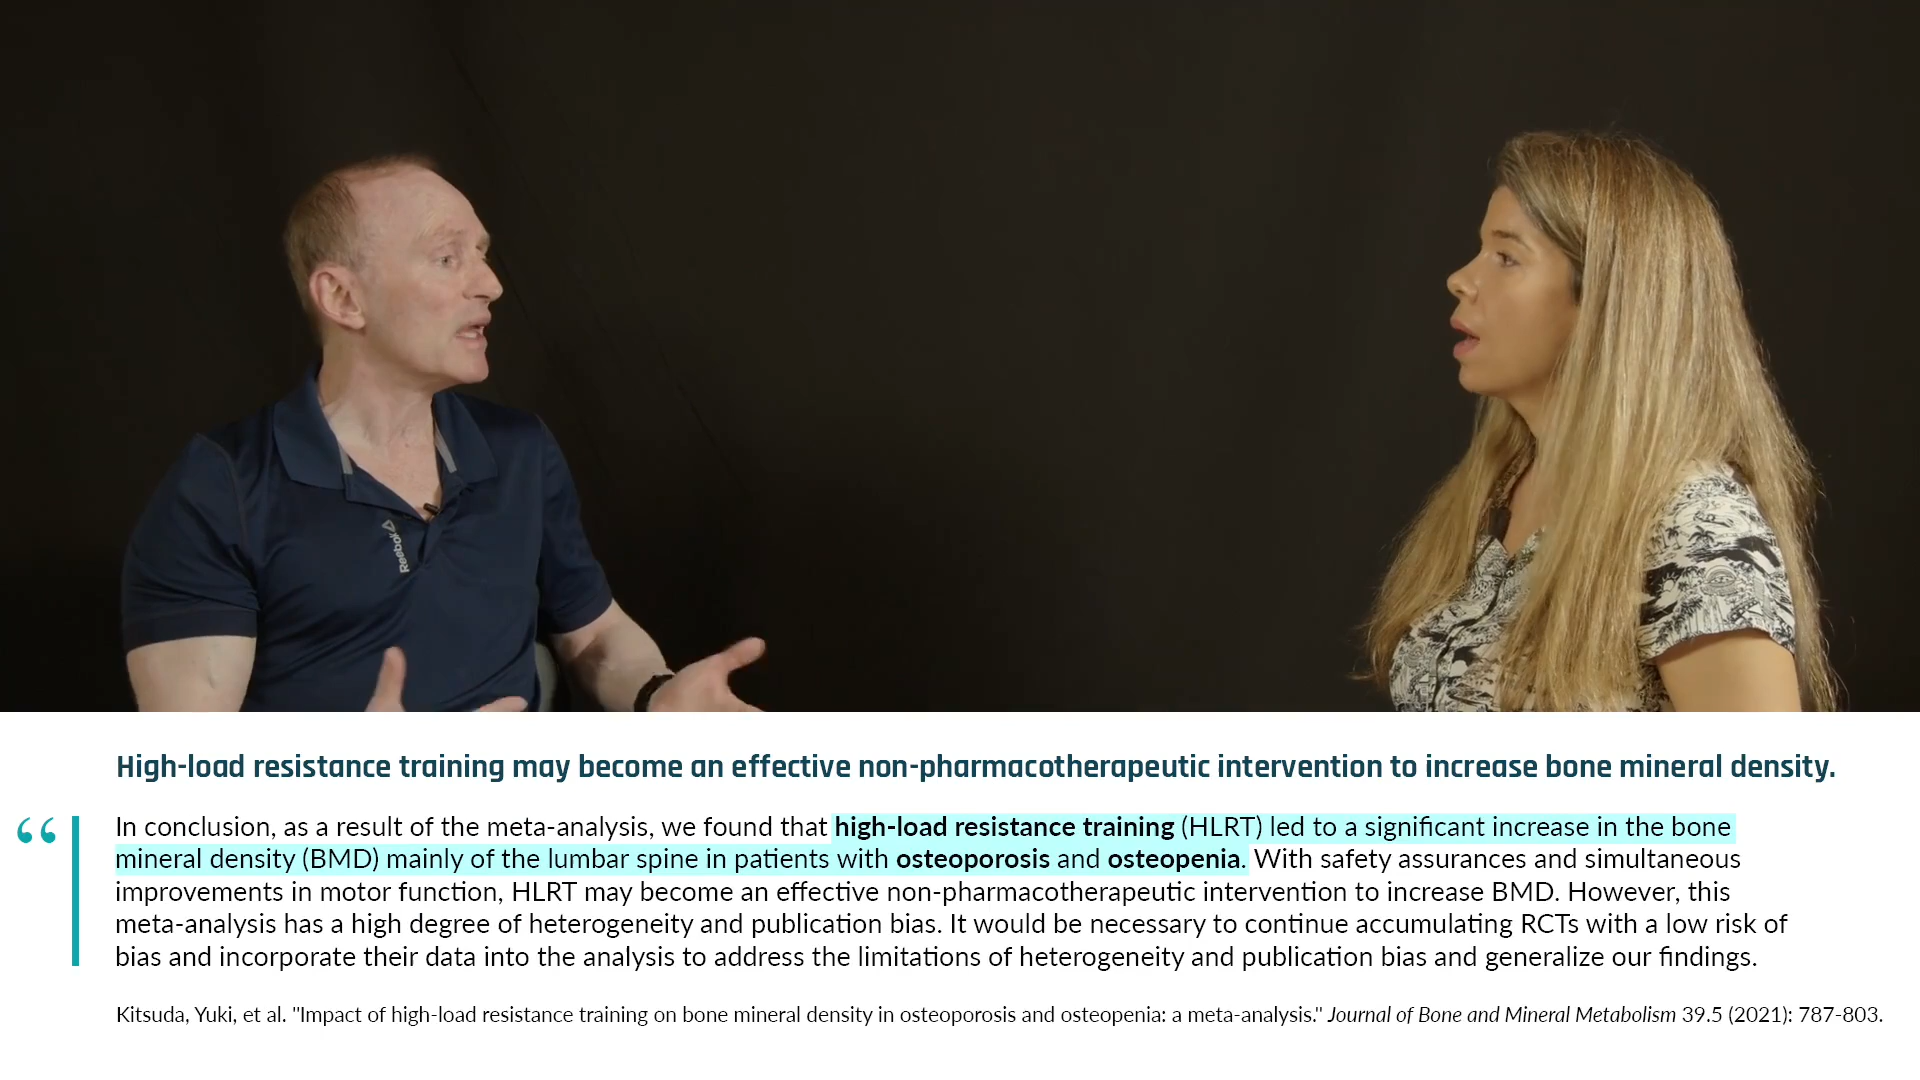 Reebok
High-load resistance training may become an effective non-pharmacotherapeutic intervention to increase bone mineral density.
“
In conclusion, as a result of the meta-analysis, we found that high-load resistance training (HLRT) led to a significant increase in the bone
mineral density (BMD) mainly of the lumbar spine in patients with osteoporosis and osteopenia. With safety assurances and simultaneous
improvements in motor function, HLRT may become an effective non-pharmacotherapeutic intervention to increase BMD. However, this
meta-analysis has a high degree of heterogeneity and publication bias. It would be necessary to continue accumulating RCTs with a low risk of
bias and incorporate their data into the analysis to address the limitations of heterogeneity and publication bias and generalize our findings.
Kitsuda, Yuki, et al. "Impact of high-load resistance training on bone mineral density in osteoporosis and osteopenia: a meta-analysis." Journal of Bone and Mineral Metabolism 39.5 (2021): 787-803.